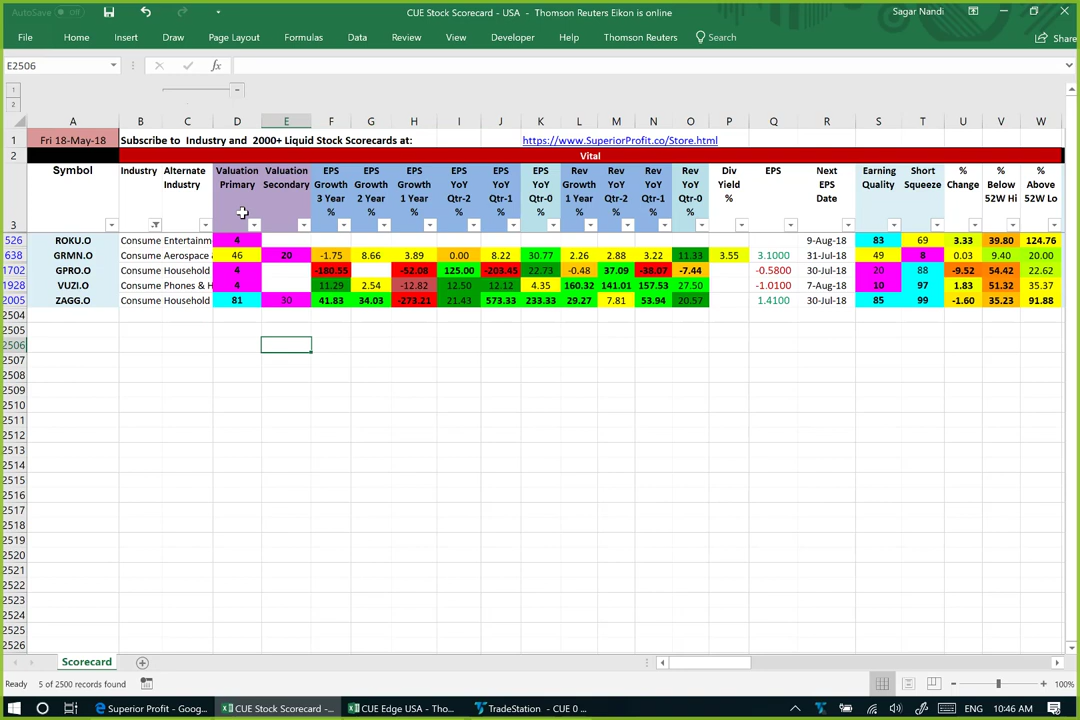 AutoSave Off CUE Stock Scorecard - USA - Thomson Reuters Eikon is online Sagar Nandi
File Home Insert Draw Page Layout Formulas Data Review View Developer Help Thomson Reuters Search Share
E2506 fx
1
2
A D E F G H I J K L M N O P Q R S T U V W B C
1 Fri 18-May-18 Subscribe to Industry and 2000+ Liquid Stock Scorecards at: https://www.SuperiorProfit.co/Store.html
2 Vital
Symbol Industry Alternate Valuation Valuation EPS EPS EPS EPS EPS EPS Rev Rev Rev Rev Div EPS Next Earning Short % % %
Industry Primary Secondary Growth Growth Growth YoY YoY YoY Growth YoY YoY YoY Yield EPS Quality Squeeze Change Below Above
3 Year 2 Year 1 Year Qtr-2 Qtr-1 Qtr-0 1 Year Qtr-2 Qtr-1 Qtr-0 % Date 52W Hi 52W Lo
3 % % % % % % % % % %
526 ROKU.O Consume Entertainm 4 9-Aug-18 83 69 3.33 39.80 124.76
638 GRMN.O Consume Aerospace 46 20 -1.75 8.66 3.89 0.00 8.22 30.77 2.26 2.88 3.22 11.33 3.55 3.1000 31-Jul-18 49 8 0.03 9.40 20.00
1702 GPRO.O Consume Household 4 -180.55 -52.08 125.00 -203.45 22.73 -0.48 37.09 -38.07 -7.44 -0.5800 30-Jul-18 20 88 -9.52 54.42 22.62
1928 VUZI.O Consume Phones & H 4 11.29 2.54 -12.82 12.50 12.12 4.35 160.32 141.01 157.53 27.50 -1.0100 7-Aug-18 10 97 1.83 51.32 35.37
2005 ZAGG.O Consume Household 81 30 41.83 34.03 -273.21 21.43 573.33 233.33 29.27 7.81 53.94 20.57 1.4100 30-Jul-18 85 99 -1.60 35.23 91.88
2504
2505
2506
2507
2508
2509
2510
2511
2512
2513
2514
2515
2516
2517
2518
2519
2520
2521
2522
2523
2524
2525
2526
Scorecard
Ready 5 of 2500 records found 100%
Superior Profit - Goog... CUE Stock Scorecard -... CUE Edge USA - Tho... TradeStation - CUE 0 ... ENG 10:46 AM